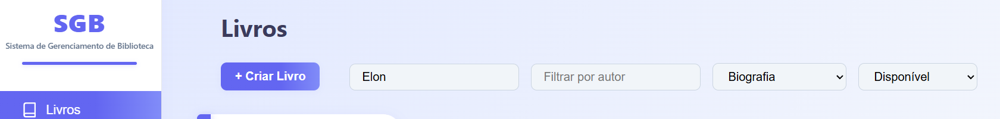 SGB
Sistema de Gerenciamento de Biblioteca
Livros
Livros
+ Criar Livro
Elon
Filtrar por autor
Biografia
Disponível